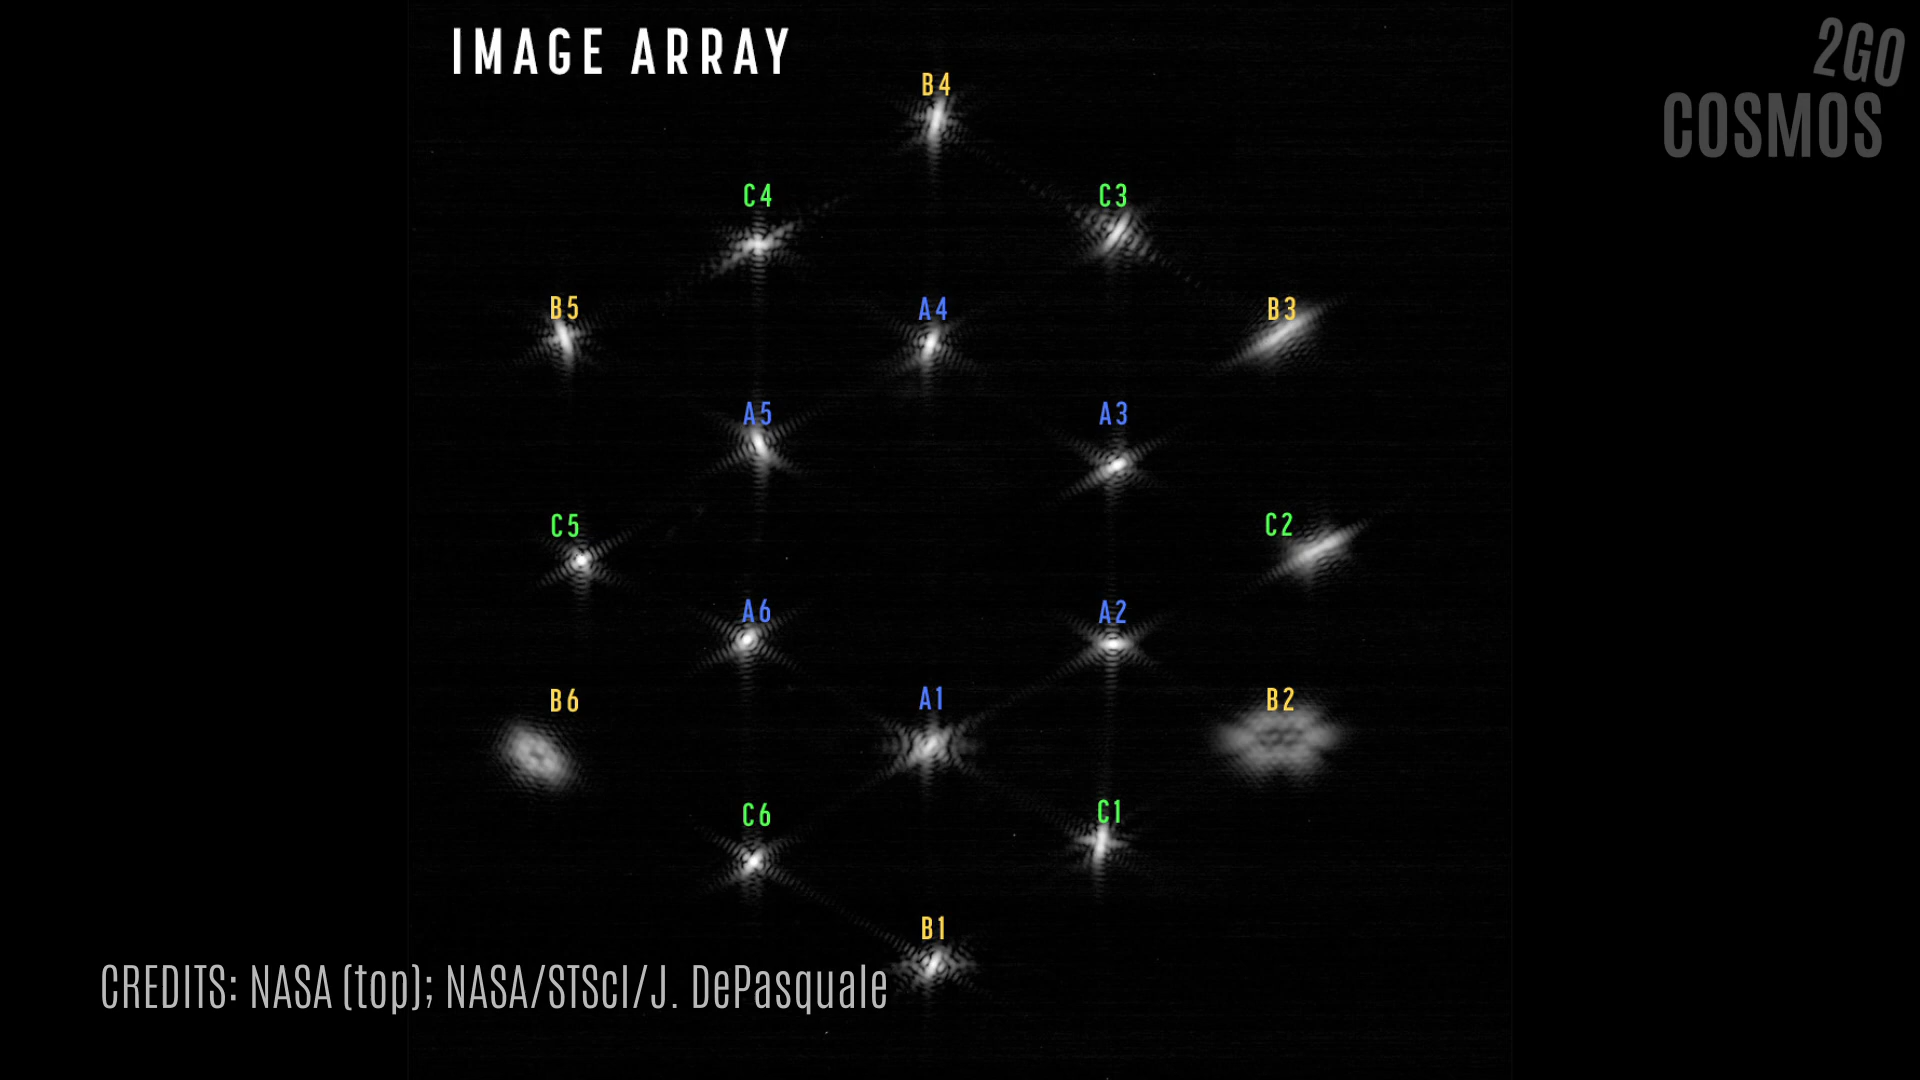 IMAGE ARRAY
2GO
COSMOS
B4
C4
C3
B5
A4
B3
A5
A3
C5
C2
A6
A2
B6
A1
B2
C6
C1
B1
CREDITS: NASA (top); NASA/STScI/J. DePasquale